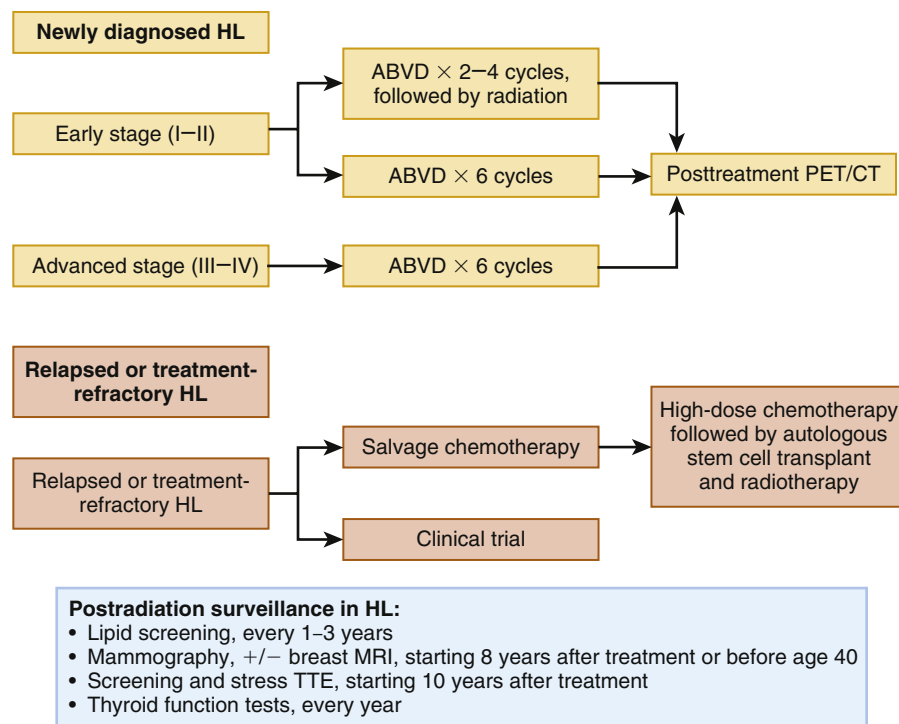 Newly diagnosed HL
ABVD × 2–4 cycles,
followed by radiation
Early stage (I–II)
ABVD × 6 cycles
Posttreatment PET/CT
Advanced stage (III–IV)
ABVD × 6 cycles
Relapsed or treatment-
refractory HL
Relapsed or treatment-
refractory HL
Salvage chemotherapy
High-dose chemotherapy
followed by autologous
stem cell transplant
and radiotherapy
Clinical trial
Postradiation surveillance in HL:
• Lipid screening, every 1–3 years
• Mammography, +/− breast MRI, starting 8 years after treatment or before age 40
• Screening and stress TTE, starting 10 years after treatment
• Thyroid function tests, every year